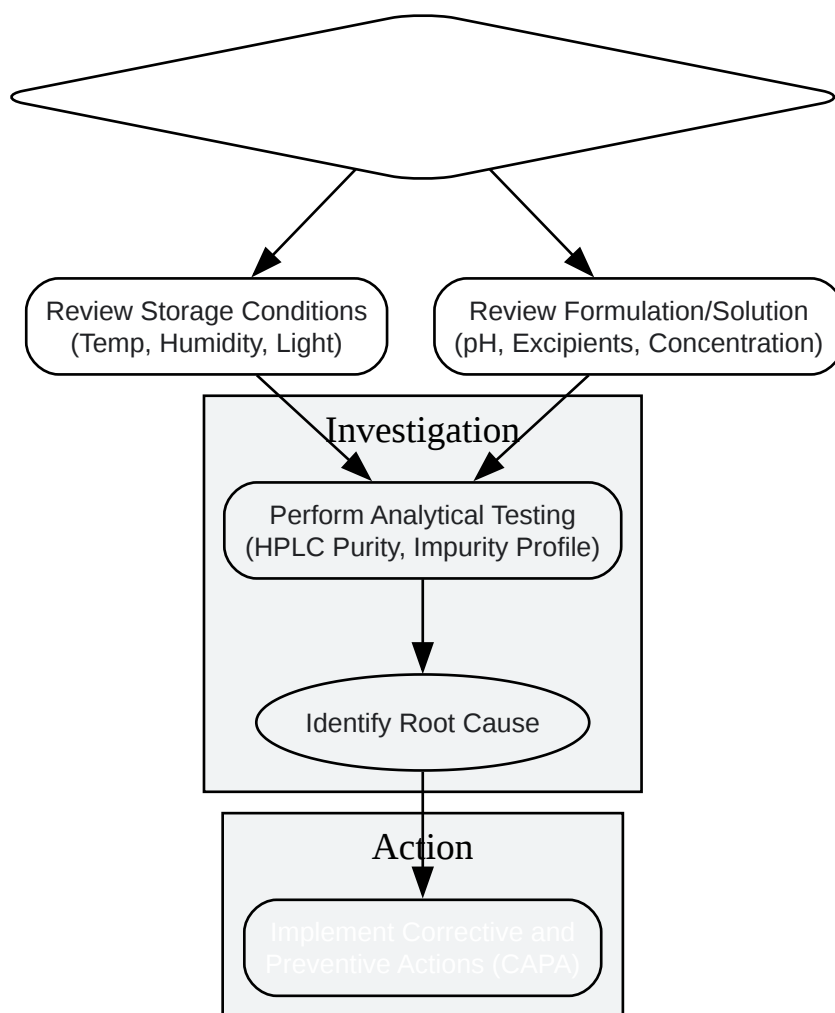 Review Storage Conditions
(Temp, Humidity, Light)
Review Formulation/Solution
(pH, Excipients, Concentration)
Investigation
Perform Analytical Testing
(HPLC Purity, Impurity Profile)
Identify Root Cause
Action
Implement Corrective and
Preventive Actions (CAPA)